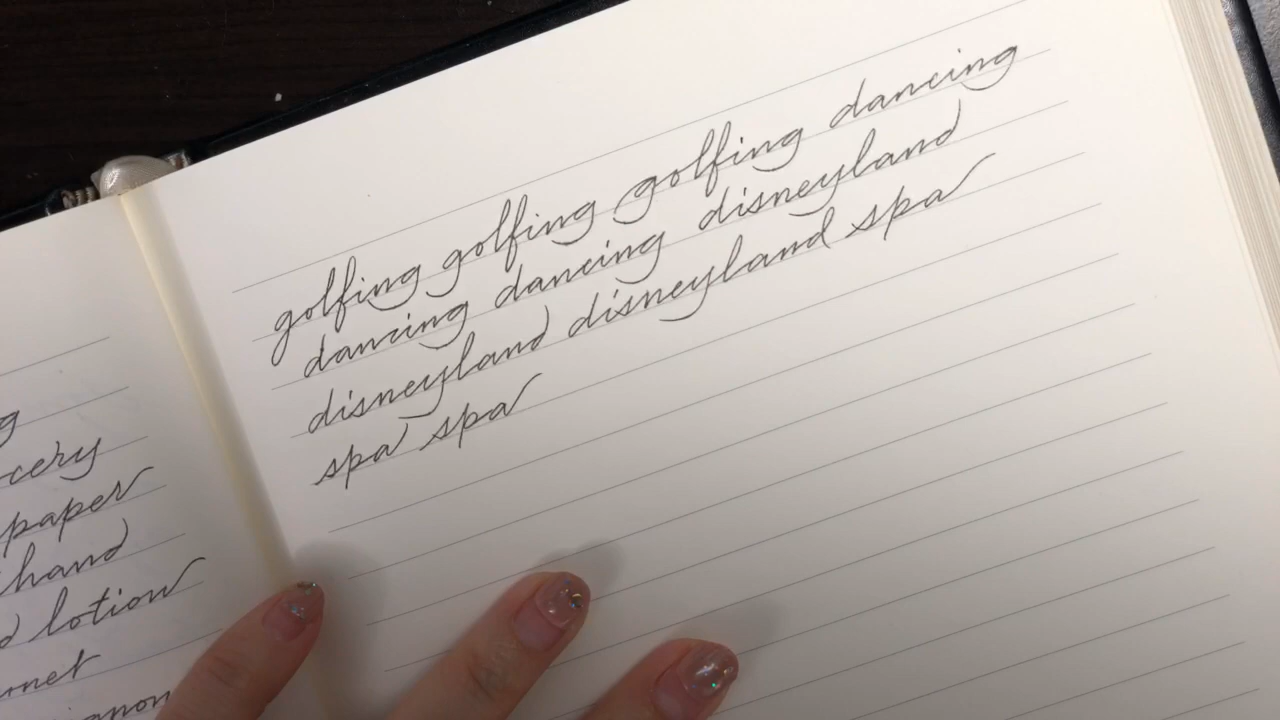 cery
paper
hand
lotion
golfing golfing golfing dancing
dancing dancing disneyland
disneyland disneyland spa
spa spa